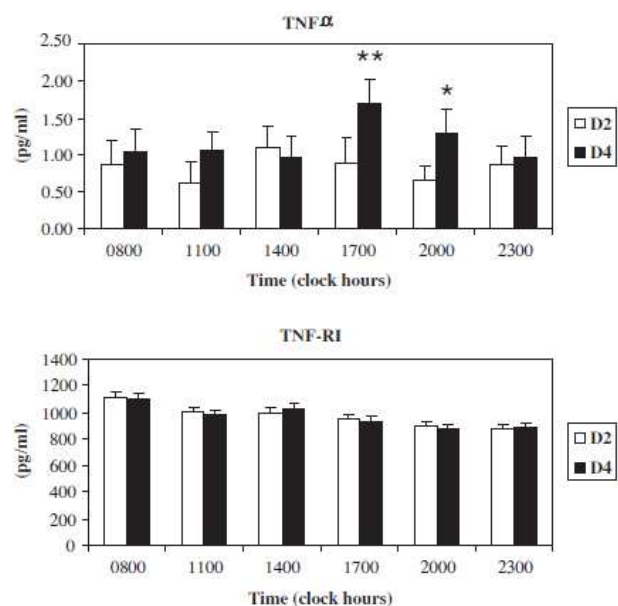 TNFα
2.50
2.00
1.50
1.00
0.50
0.00
(pg/ml)
**
*
D2
D4
0800 1100 1400 1700 2000 2300
Time (clock hours)
TNF-RI
1400
1200
1000
800
600
400
200
0
(pg/ml)
D2
D4
0800 1100 1400 1700 2000 2300
Time (clock hours)